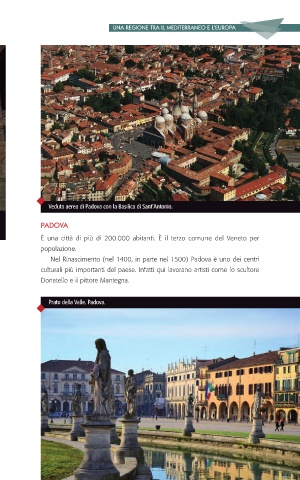 UNA REGIONE TRA IL MEDITERRANEO E L'EUROPA
Veduta aerea di Padova con la Basilica di Sant'Antonio.
PADOVA
È una città di più di 200.000 abitanti. È il terzo comune del Veneto per
popolazione.
Nel Rinascimento (nel 1400, in parte nel 1500) Padova è uno dei centri
culturali più importanti del paese. Infatti qui lavorano artisti come lo scultore
Donatello e il pittore Mantegna.
Prato della Valle, Padova.